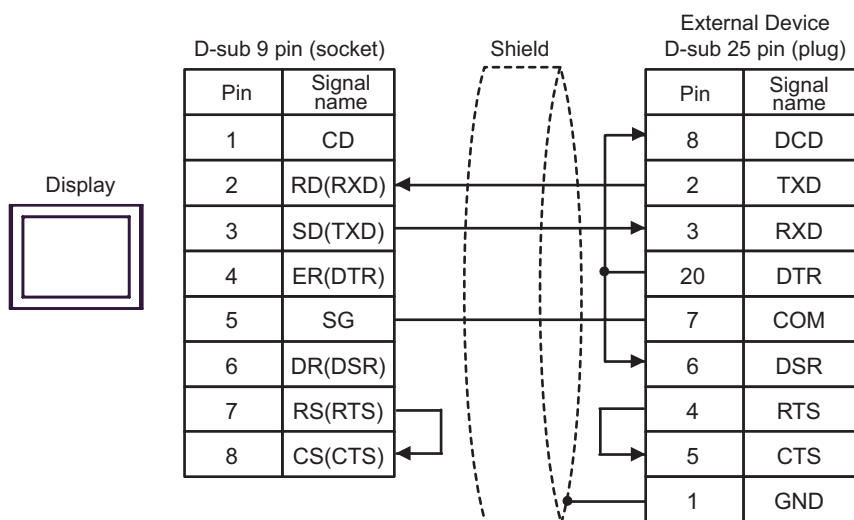 External Device
D-sub 9 pin (socket)
Shield
D-sub 25 pin (plug)
Pin Signal name
Pin Signal name
1 CD
8 DCD
Display
2 RD(RXD)
2 TXD
3 SD(TXD)
3 RXD
4 ER(DTR)
20 DTR
5 SG
7 COM
6 DR(DSR)
6 DSR
7 RS(RTS)
4 RTS
8 CS(CTS)
5 CTS
1 GND